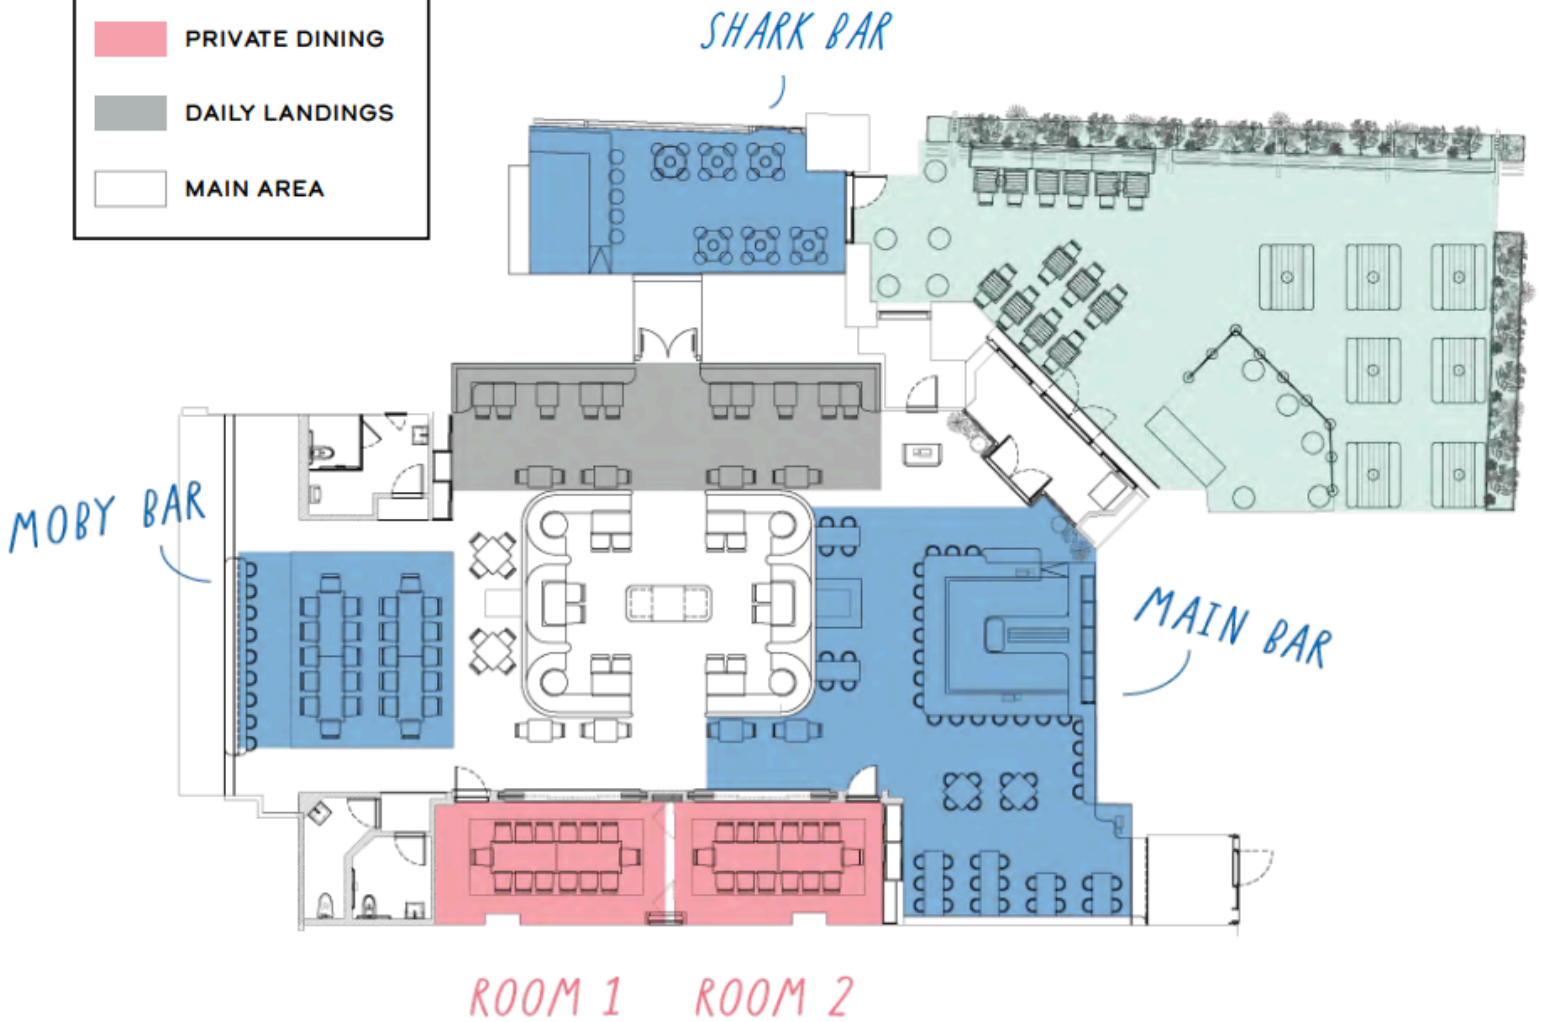 SHARK BAR
PRIVATE DINING
DAILY LANDINGS
MAIN AREA
MOBY BAR
MAIN BAR
ROOM 1
ROOM 2